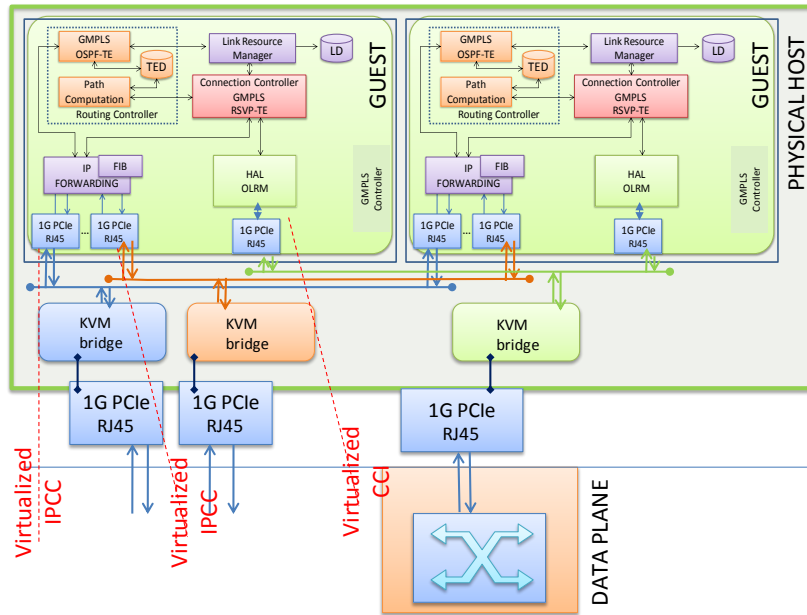 GMPLS
OSPF-TE
TED
Path
Computation
Routing Controller
Link Resource
Manager
LD
Connection Controller
GMPLS
RSVP-TE
GUEST
IP
FORWARDING
FIB
HAL
OLRM
GMPLS
Controller
1G PCIe
RJ45
...
1G PCIe
RJ45
1G PCIe
RJ45
GMPLS
OSPF-TE
TED
Path
Computation
Routing Controller
Link Resource
Manager
LD
Connection Controller
GMPLS
RSVP-TE
GUEST
IP
FORWARDING
FIB
HAL
OLRM
GMPLS
Controller
1G PCIe
RJ45
...
1G PCIe
RJ45
1G PCIe
RJ45
PHYSICAL HOST
KVM
bridge
KVM
bridge
KVM
bridge
1G PCIe
RJ45
1G PCIe
RJ45
1G PCIe
RJ45
Virtualized
IPCC
Virtualized
IPCC
Virtualized
CCI
DATA PLANE